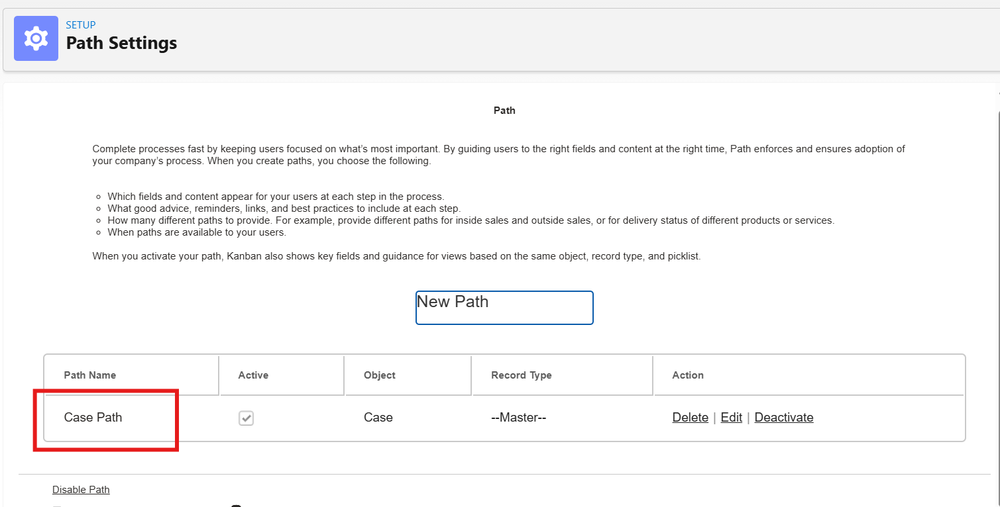 SETUP
Path Settings
Path
Complete processes fast by keeping users focused on what's most important. By guiding users to the right fields and content at the right time, Path enforces and ensures adoption of
your company's process. When you create paths, you choose the following.
Which fields and content appear for your users at each step in the process.
What good advice, reminders, links, and best practices to include at each step.
How many different paths to provide. For example, provide different paths for inside sales and outside sales, or for delivery status of different products or services.
When paths are available to your users.
When you activate your path, Kanban also shows key fields and guidance for views based on the same object, record type, and picklist.
New Path
Path Name Active Object Record Type Action
Case Path Case --Master-- Delete | Edit | Deactivate
Disable Path